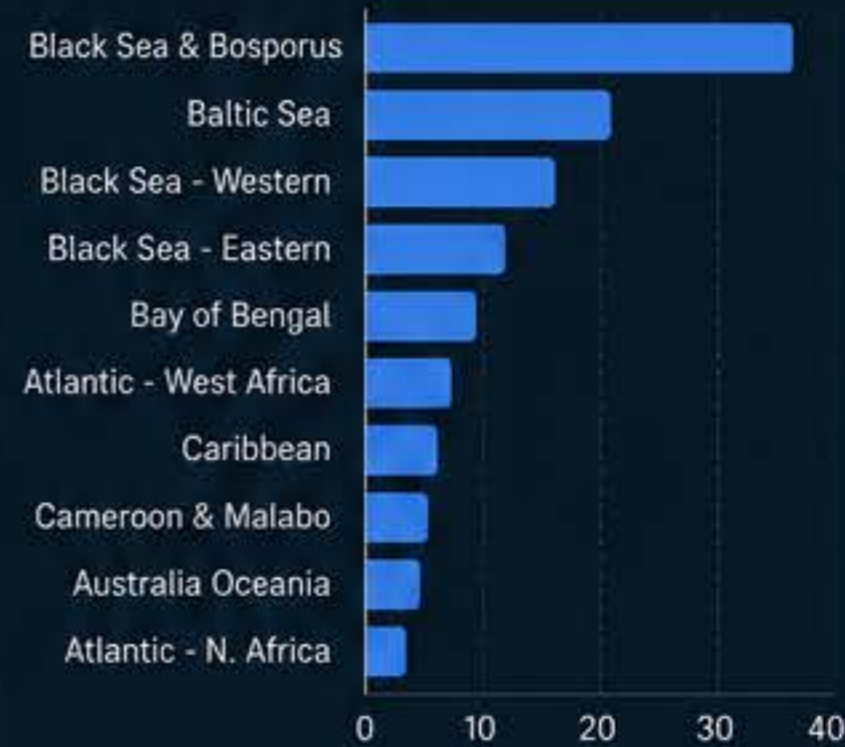 Black Sea & Bosporus
Baltic Sea
Black Sea - Western
Black Sea - Eastern
Bay of Bengal
Atlantic - West Africa
Caribbean
Cameroon & Malabo
Australia Oceania
Atlantic - N. Africa
0 10 20 30 40